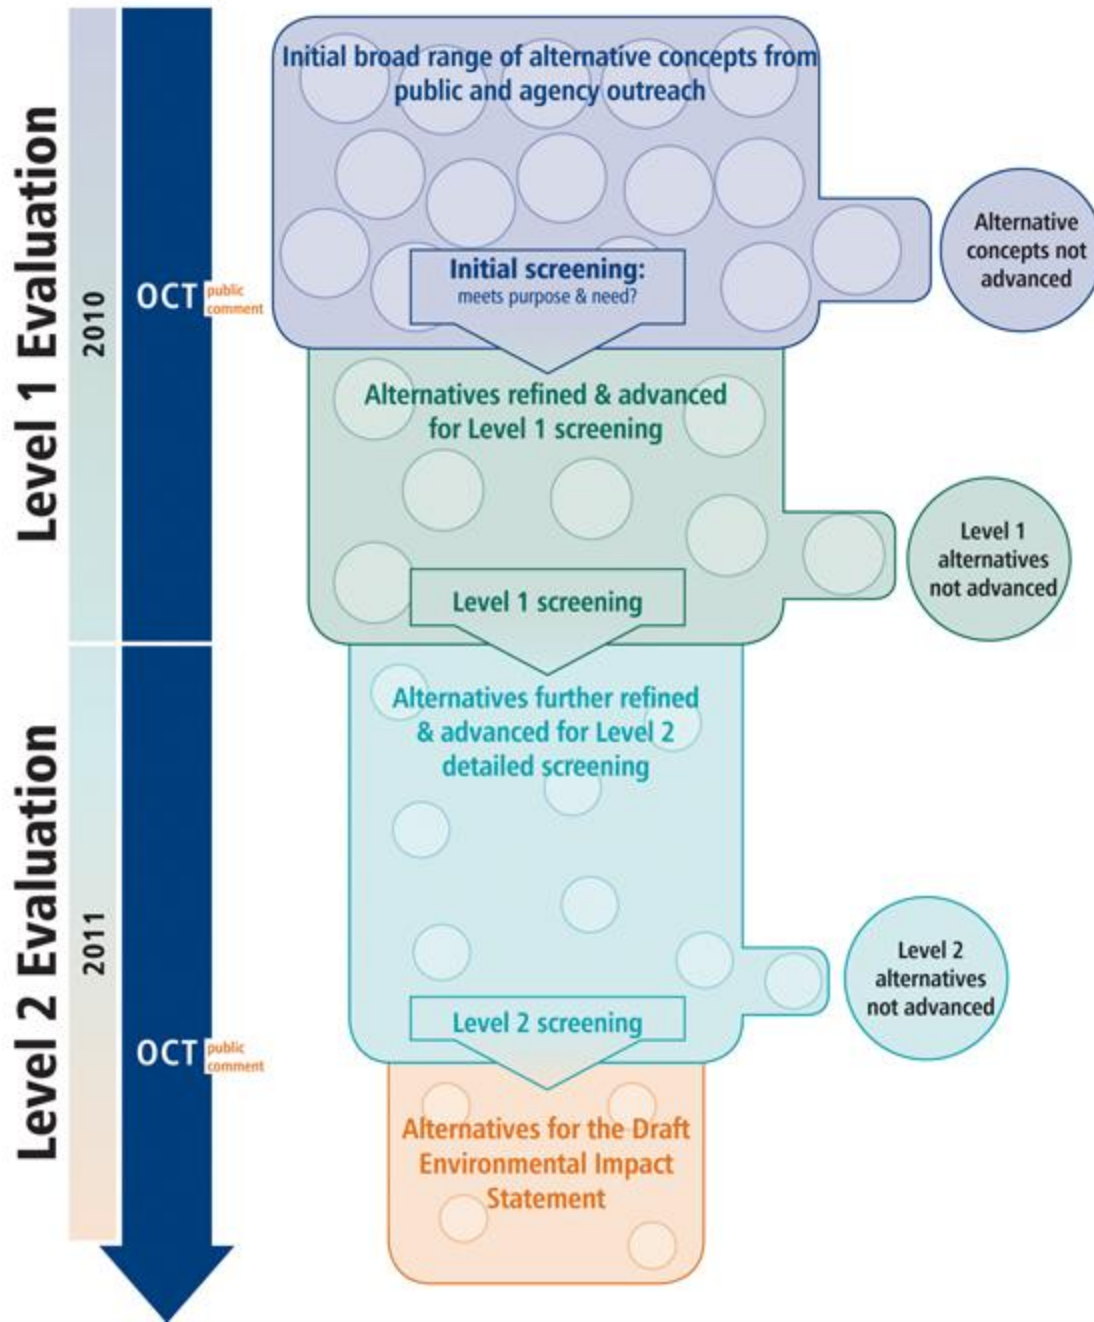 Level 1 Evaluation
2010
OCT
public
comment
Initial broad range of alternative concepts from
public and agency outreach
Initial screening:
meets purpose & need?
Alternative
concepts not
advanced
Alternatives refined & advanced
for Level 1 screening
Level 1 screening
Level 1
alternatives
not advanced
Level 2 Evaluation
2011
OCT
public
comment
Alternatives further refined
& advanced for Level 2
detailed screening
Level 2 screening
Level 2
alternatives
not advanced
Alternatives for the Draft
Environmental Impact
Statement